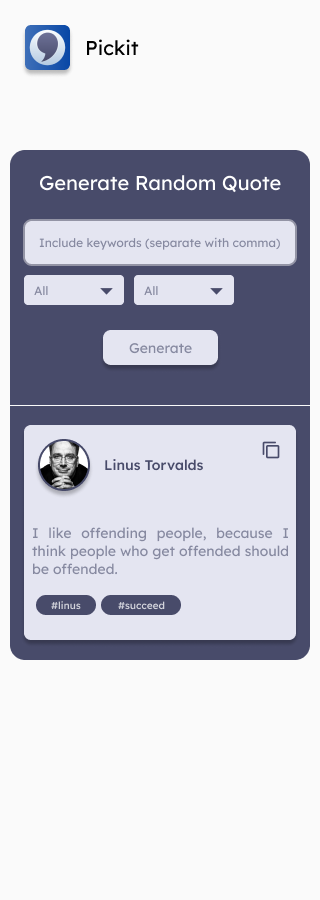 Pickit
Generate Random Quote
Include keywords (separate with comma)
All
All
Generate
Linus Torvalds
I like offending people, because I
think people who get offended should
be offended.
#linus
#succeed